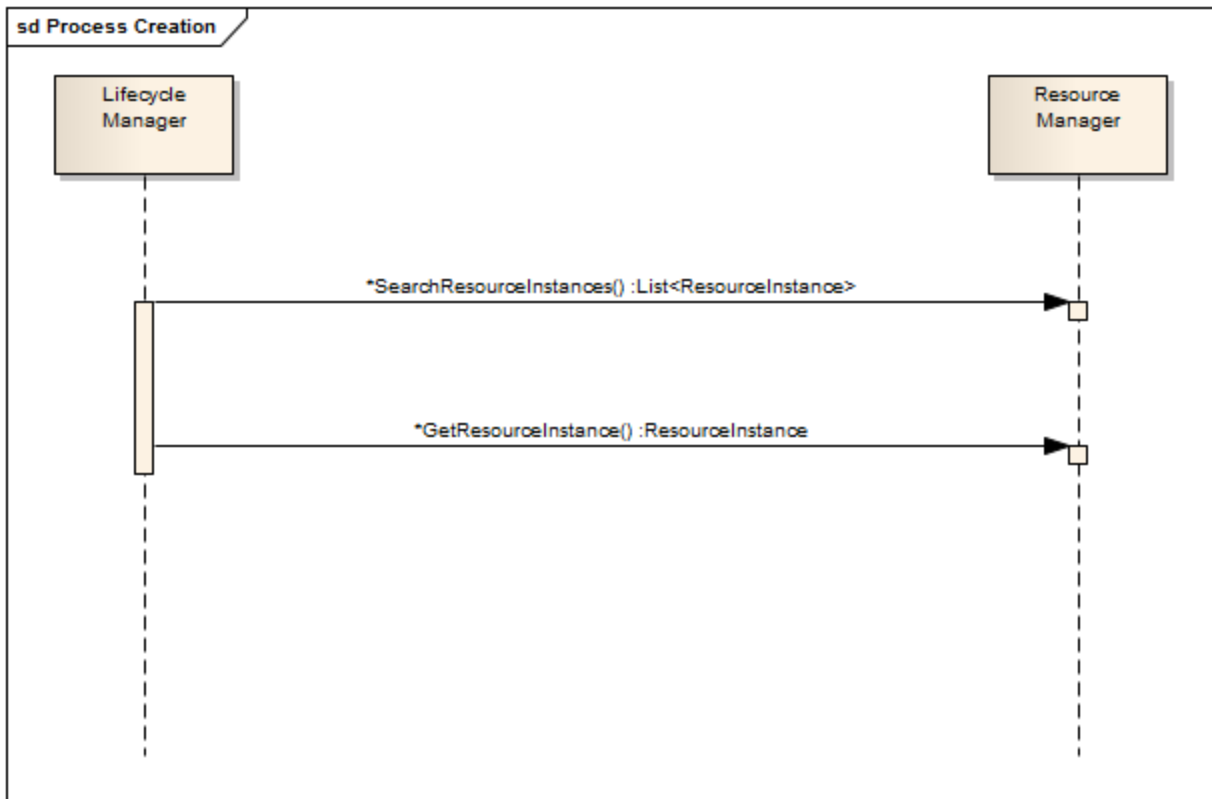 sd Process Creation
Lifecycle
Manager
Resource
Manager
*SearchResourceInstances() :List<ResourceInstance>
*GetResourceInstance() :ResourceInstance